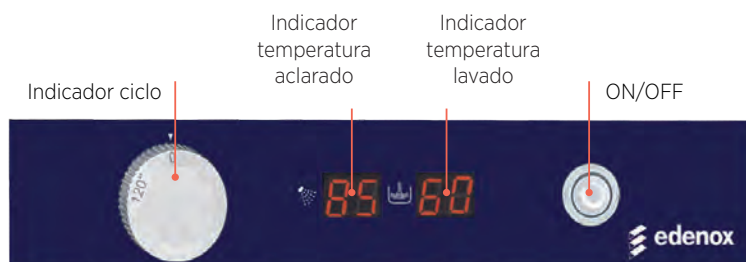 Indicador
temperatura
aclarado
Indicador
temperatura
lavado
Indicador ciclo
ON/OFF
0
120"
85
60
edenox